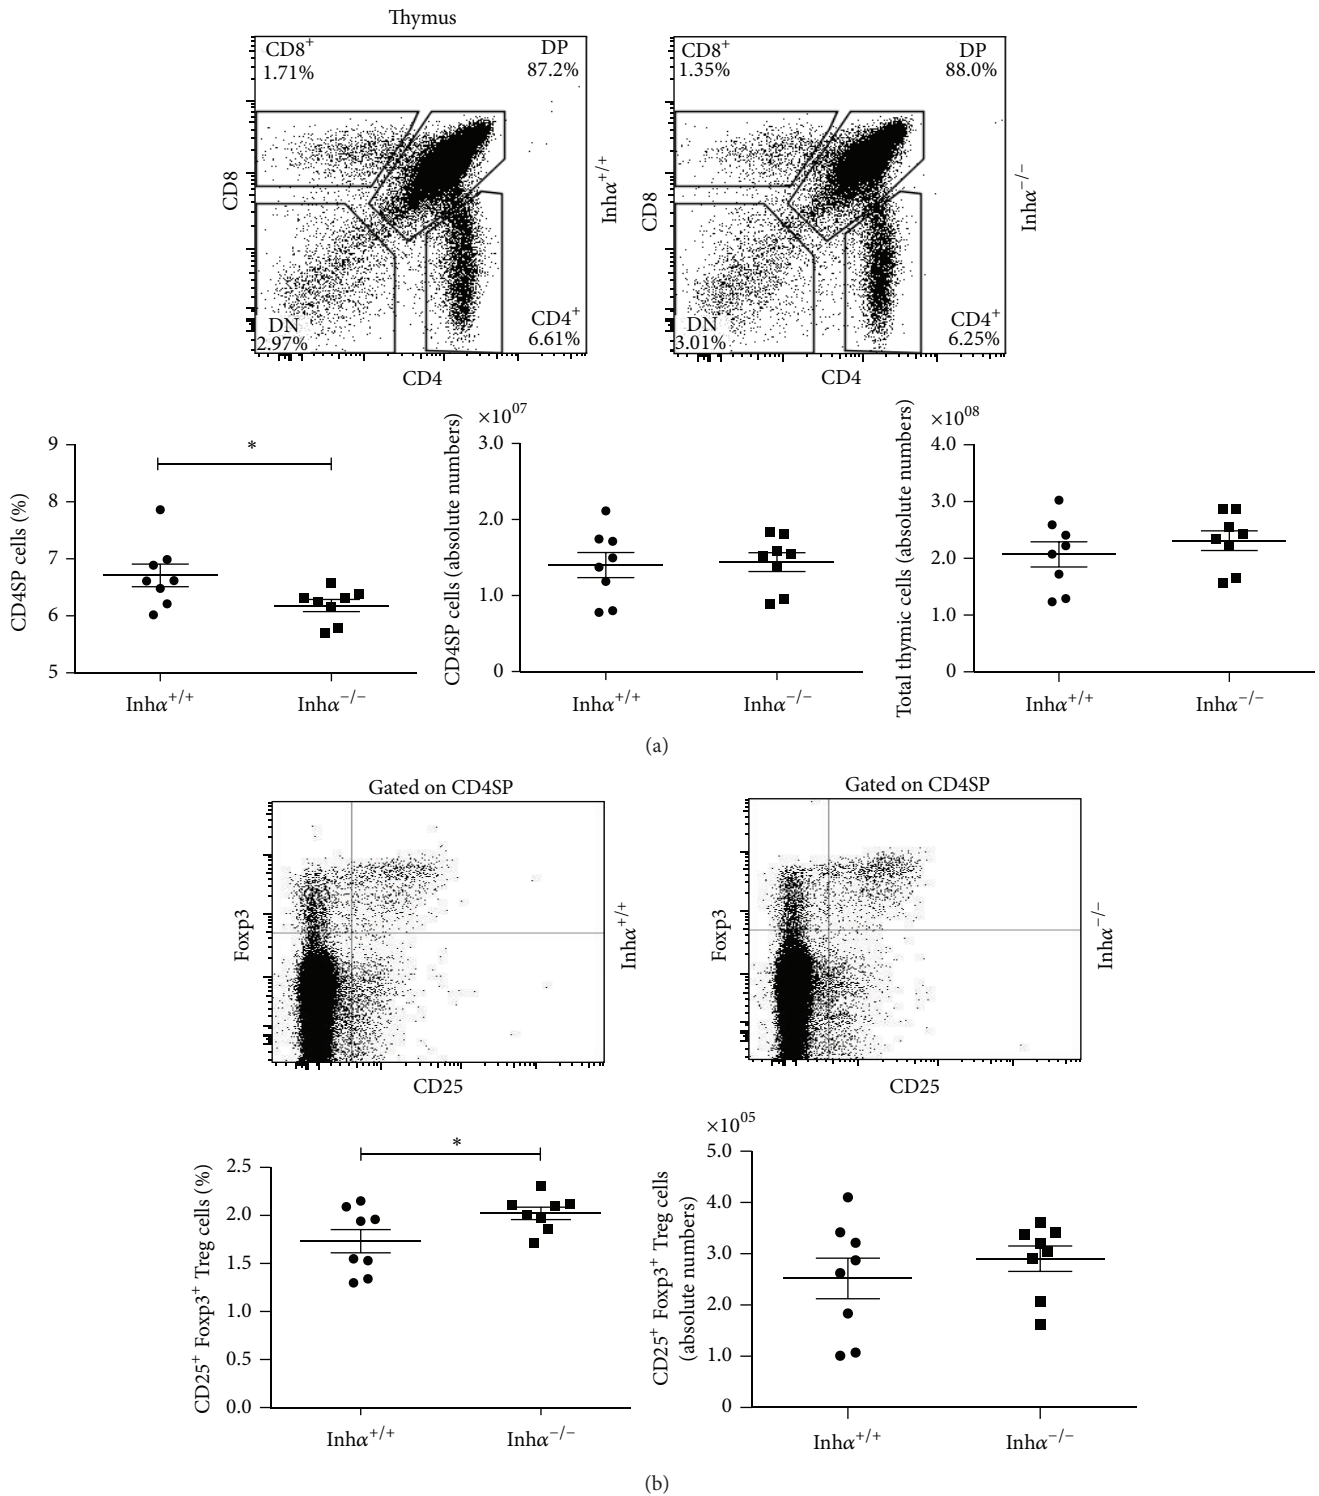 Thymus
CD8⁺
1.71%
DP
87.2%
DN
2.97%
CD4⁺
6.61%
CD8
CD4
Inhα⁺/⁺
CD8⁺
1.35%
DP
88.0%
DN
3.01%
CD4⁺
6.25%
CD8
CD4
Inhα⁻/⁻
CD4SP cells (%)
9
8
7
6
5
*
Inhα⁺/⁺ Inhα⁻/⁻
CD4SP cells (absolute numbers)
×10⁰⁷
3.0
2.0
1.0
0
Inhα⁺/⁺ Inhα⁻/⁻
Total thymic cells (absolute numbers)
×10⁰⁸
4.0
3.0
2.0
1.0
0
Inhα⁺/⁺ Inhα⁻/⁻
(a)
Gated on CD4SP
Foxp3
CD25
Inhα⁺/⁺
Gated on CD4SP
Foxp3
CD25
Inhα⁻/⁻
CD25⁺ Foxp3⁺ Treg cells (%)
2.5
2.0
1.5
1.0
0.5
0.0
*
Inhα⁺/⁺ Inhα⁻/⁻
CD25⁺ Foxp3⁺ Treg cells
(absolute numbers)
×10⁰⁵
5.0
4.0
3.0
2.0
1.0
0
Inhα⁺/⁺ Inhα⁻/⁻
(b)